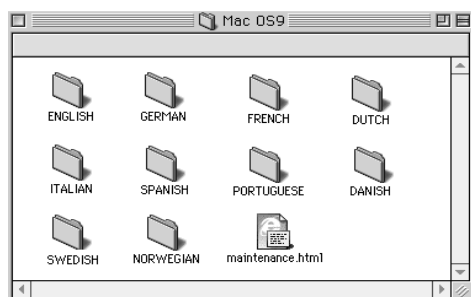 Mac OS9
ENGLISH GERMAN FRENCH DUTCH
ITALIAN SPANISH PORTUGUESE DANISH
SWEDISH NORWEGIAN maintenance.html